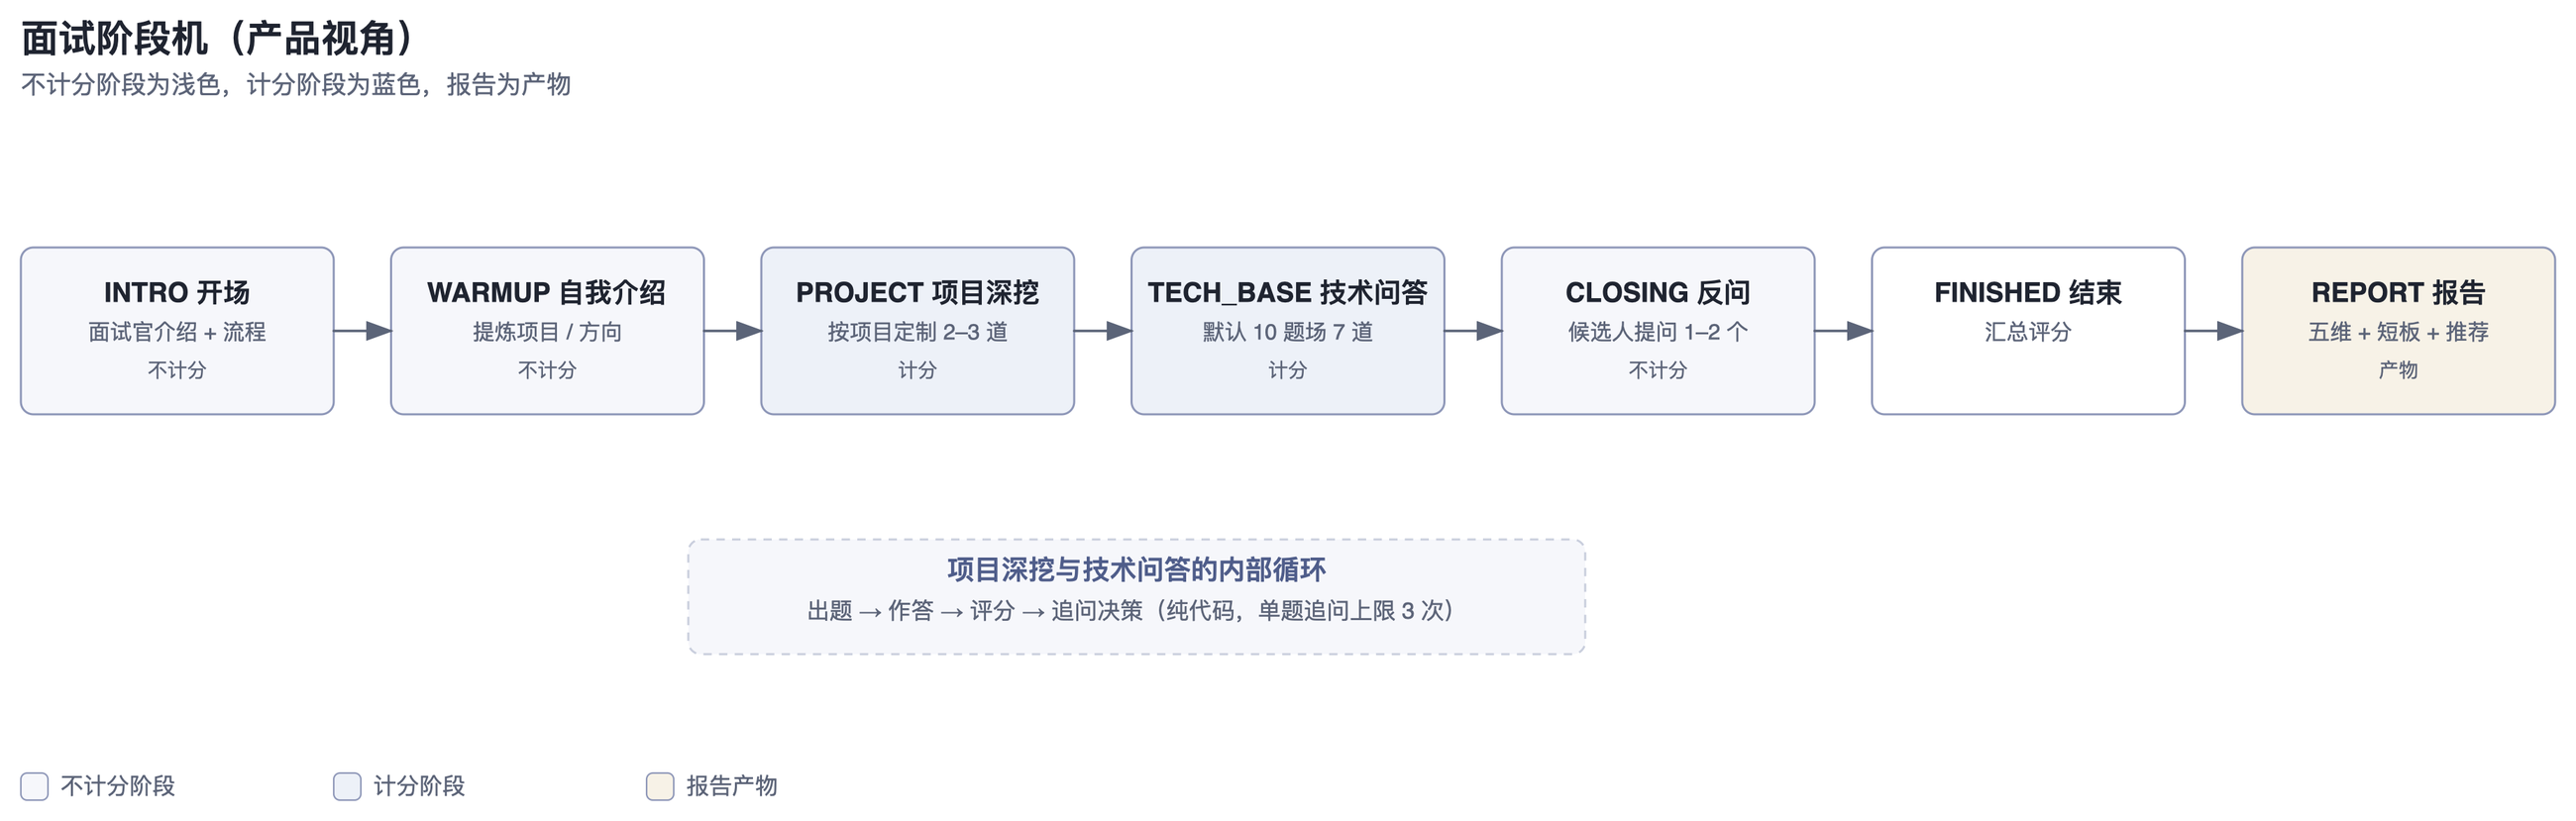 面试阶段机（产品视角）
不计分阶段为浅色，计分阶段为蓝色，报告为产物
INTRO 开场
面试官介绍 + 流程
不计分
WARMUP 自我介绍
提炼项目 / 方向
不计分
PROJECT 项目深挖
按项目定制 2–3 道
计分
TECH_BASE 技术问答
默认 10 题场 7 道
计分
CLOSING 反问
候选人提问 1–2 个
不计分
FINISHED 结束
汇总评分
REPORT 报告
五维 + 短板 + 推荐
产物
项目深挖与技术问答的内部循环
出题 → 作答 → 评分 → 追问决策（纯代码，单题追问上限 3 次）
不计分阶段
计分阶段
报告产物